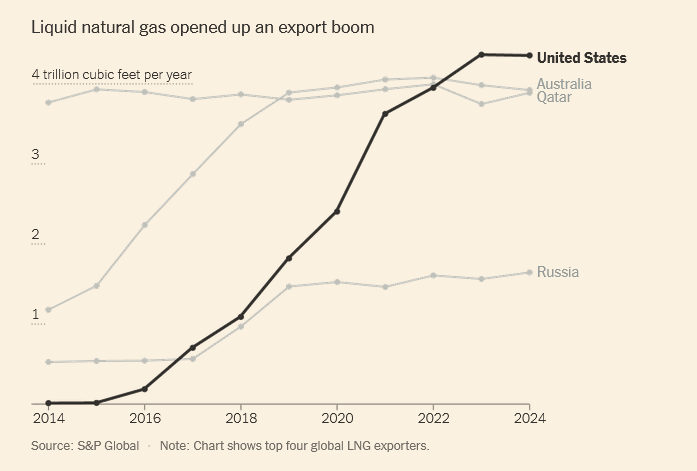 Liquid natural gas opened up an export boom
United States
4 trillion cubic feet per year
Australia
Qatar
3
2
Russia
1
2014 2016 2018 2020 2022 2024
Source: S&P Global · Note: Chart shows top four global LNG exporters.